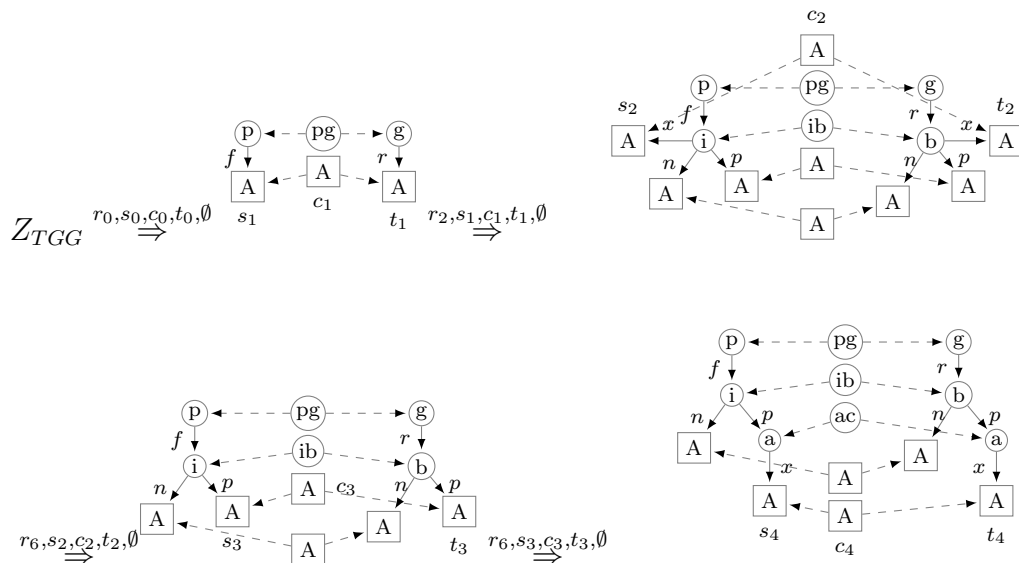 c₂
A
p pg g
s₂ f x r x t₂
A i ib b A
p pg g
f r n p A n p
A A A A A A
s₁ c₁ t₁ A
Z_TGG r₀,s₀,c₀,t₀,∅ ⇒ r₂,s₁,c₁,t₁,∅ ⇒
p pg g
f r
i ib b
p pg g n p ac n p
f r a a
i ib b A x A x
n p A c₃ n p A
A A A A A A A
s₃ t₃ s₄ A t₄
A c₄
r₆,s₂,c₂,t₂,∅ ⇒ r₆,s₃,c₃,t₃,∅ ⇒